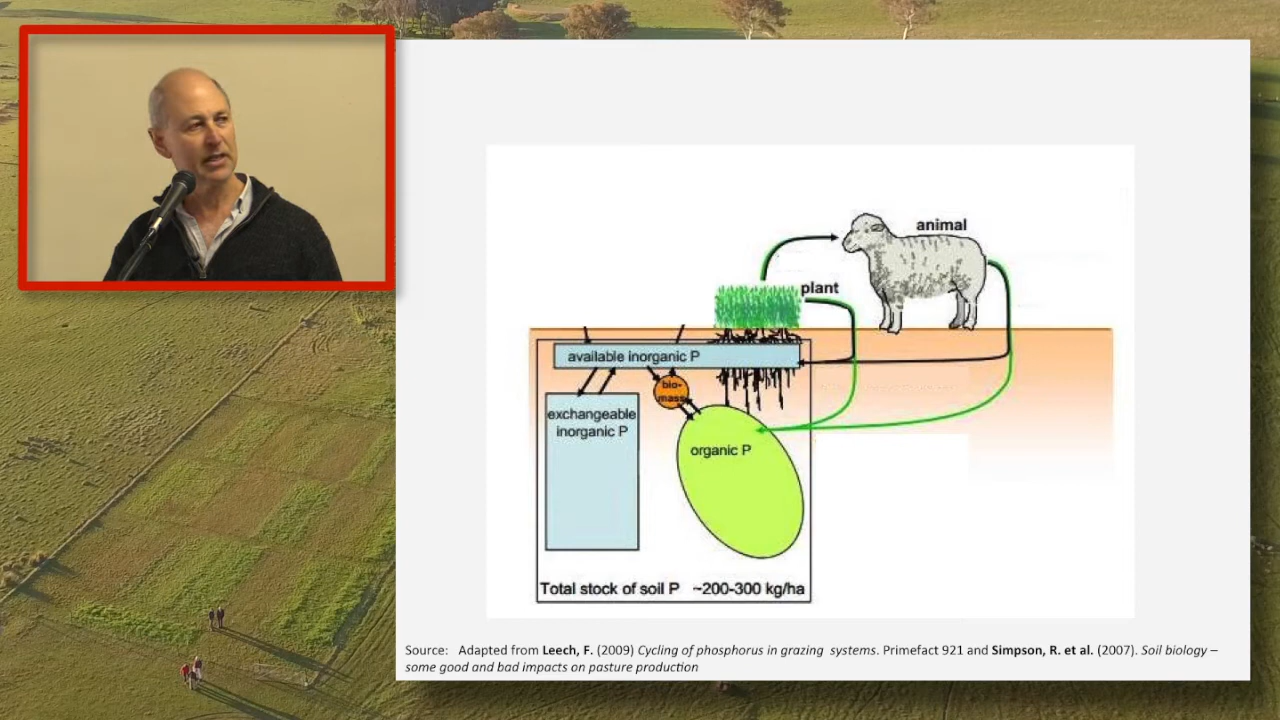 animal
plant
available inorganic P
bio-
mass
exchangeable
inorganic P
organic P
Total stock of soil P ~200-300 kg/ha
Source: Adapted from Leech, F. (2009) Cycling of phosphorus in grazing systems. Primefact 921 and Simpson, R. et al. (2007). Soil biology –
some good and bad impacts on pasture production